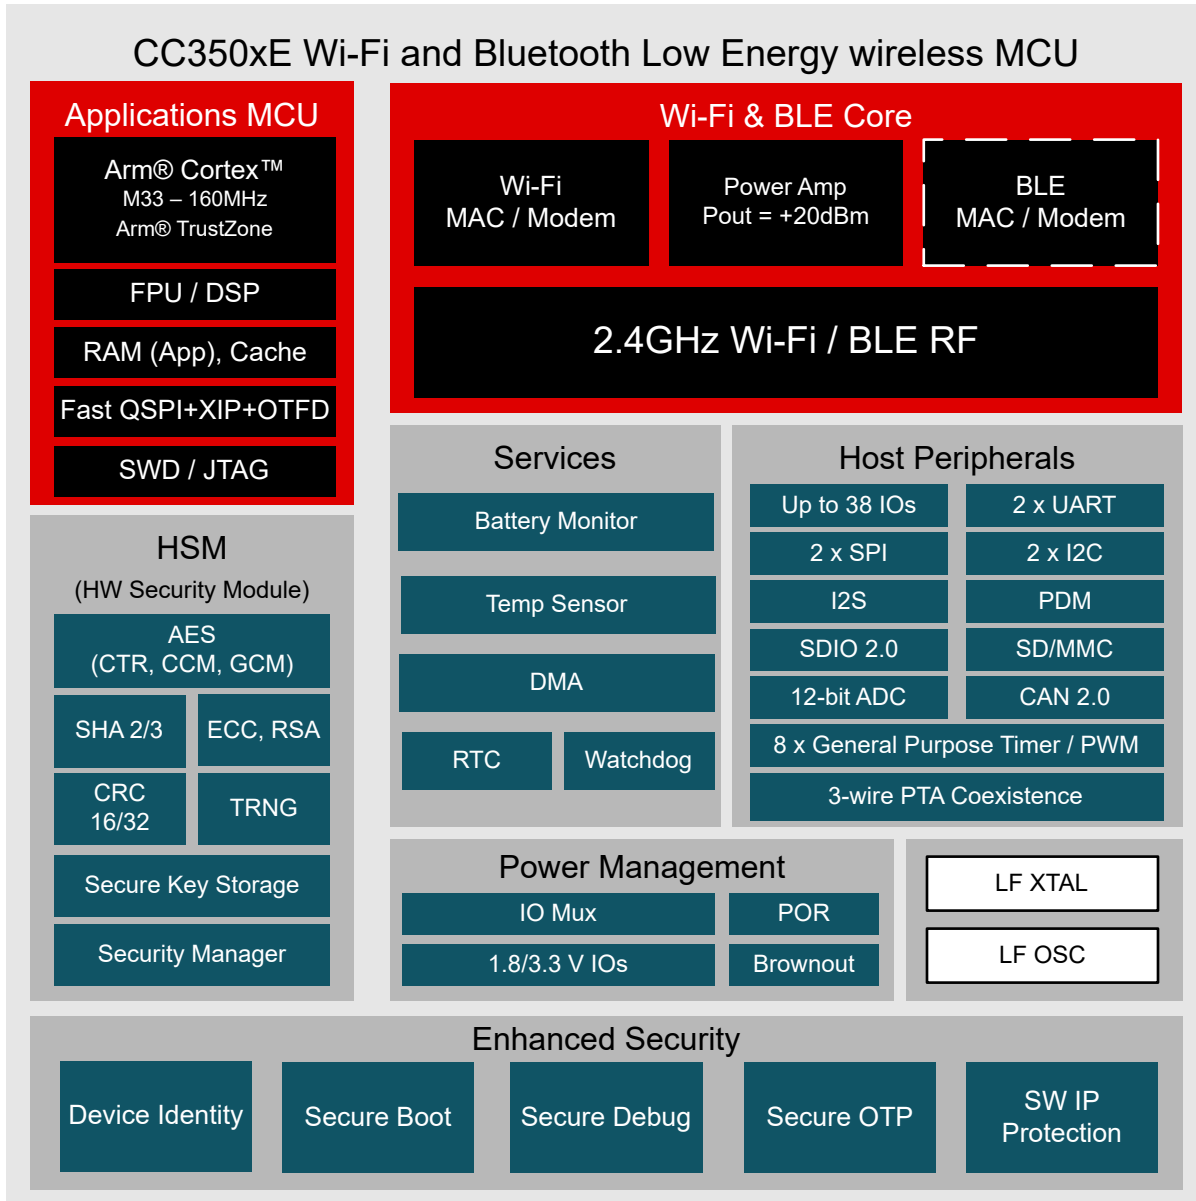 CC350xE Wi-Fi and Bluetooth Low Energy wireless MCU
Applications MCU
Arm® Cortex™
M33 – 160MHz
Arm® TrustZone
FPU / DSP
RAM (App), Cache
Fast QSPI+XIP+OTFD
SWD / JTAG
Wi-Fi & BLE Core
Wi-Fi
MAC / Modem
Power Amp
Pout = +20dBm
BLE
MAC / Modem
2.4GHz Wi-Fi / BLE RF
HSM
(HW Security Module)
AES
(CTR, CCM, GCM)
SHA 2/3
ECC, RSA
CRC
16/32
TRNG
Secure Key Storage
Security Manager
Services
Battery Monitor
Temp Sensor
DMA
RTC
Watchdog
Host Peripherals
Up to 38 IOs
2 x UART
2 x SPI
2 x I2C
I2S
PDM
SDIO 2.0
SD/MMC
12-bit ADC
CAN 2.0
8 x General Purpose Timer / PWM
3-wire PTA Coexistence
Power Management
IO Mux
POR
1.8/3.3 V IOs
Brownout
LF XTAL
LF OSC
Enhanced Security
Device Identity
Secure Boot
Secure Debug
Secure OTP
SW IP
Protection